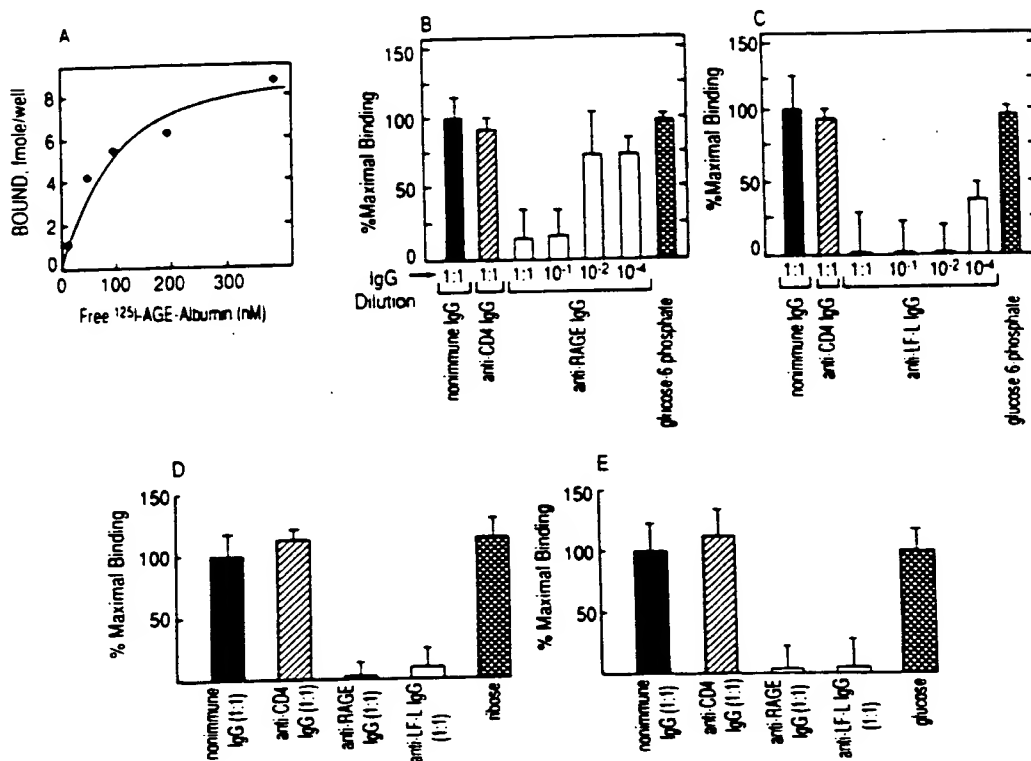 A
BOUND, fmole/well
8
6
4
2
0
0 100 200 300
Free ¹²⁵I-AGE-Albumin (nM)
B
%Maximal Binding
150
100
50
0
IgG Dilution
1:1 1:1 1:1 10⁻¹ 10⁻² 10⁻⁴
nonimmune IgG
anti-CD4 IgG
anti-RAGE IgG
glucose-6-phosphate
C
%Maximal Binding
150
100
50
0
1:1 1:1 1:1 10⁻¹ 10⁻² 10⁻⁴
nonimmune IgG
anti-CD4 IgG
anti-LF-L IgG
glucose 6-phosphate
D
% Maximal Binding
150
100
50
nonimmune
IgG (1:1)
anti-CD4
IgG (1:1)
anti-RAGE
IgG (1:1)
anti-LF-L IgG
(1:1)
ribose
E
% Maximal Binding
150
100
50
nonimmune
IgG (1:1)
anti-CD4
IgG (1:1)
anti-RAGE
IgG (1:1)
anti-LF-L IgG
(1:1)
glucose